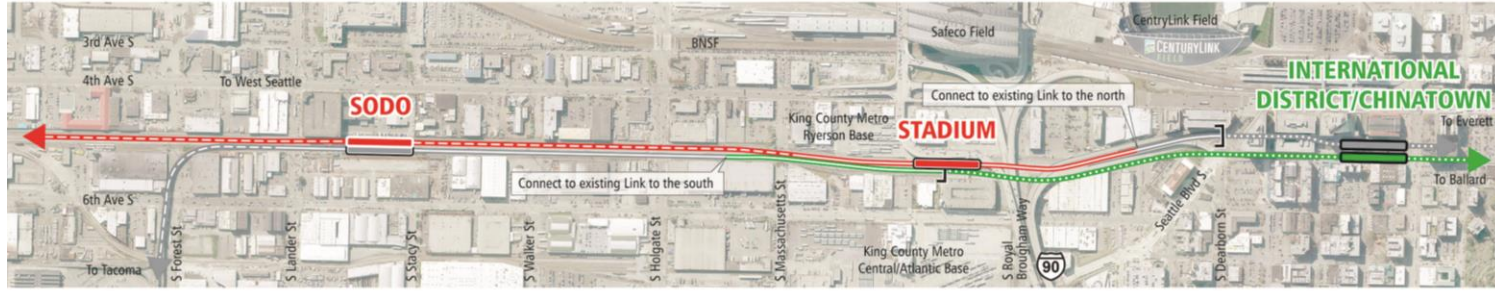 3rd Ave S
4th Ave S
To West Seattle
SODO
6th Ave S
To Tacoma
S Forest St
S Lander St
S Stacy St
S Walker St
S Holgate St
S Massachusetts St
BNSF
Connect to existing Link to the south
King County Metro
Ryerson Base
STADIUM
Safeco Field
Connect to existing Link to the north
CentryLink Field
CENTURYLINK
FIELD
King County Metro
Central/Atlantic Base
S Royal
Brougham Way
90
Seattle Blvd S
S Dearborn St
INTERNATIONAL
DISTRICT/CHINATOWN
To Everett
To Ballard